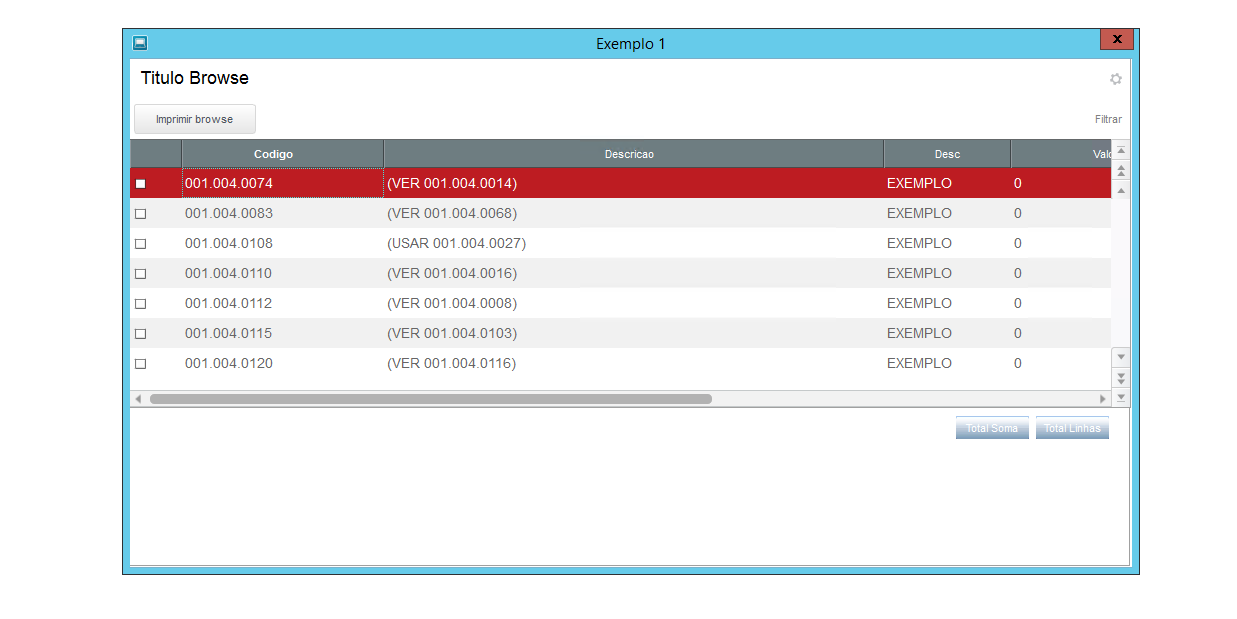 Exemplo 1
x
Titulo Browse
Imprimir browse
Filtrar
Codigo Descricao Desc Valo
001.004.0074 (VER 001.004.0014) EXEMPLO 0
001.004.0083 (VER 001.004.0068) EXEMPLO 0
001.004.0108 (USAR 001.004.0027) EXEMPLO 0
001.004.0110 (VER 001.004.0016) EXEMPLO 0
001.004.0112 (VER 001.004.0008) EXEMPLO 0
001.004.0115 (VER 001.004.0103) EXEMPLO 0
001.004.0120 (VER 001.004.0116) EXEMPLO 0
Total Soma Total Linhas